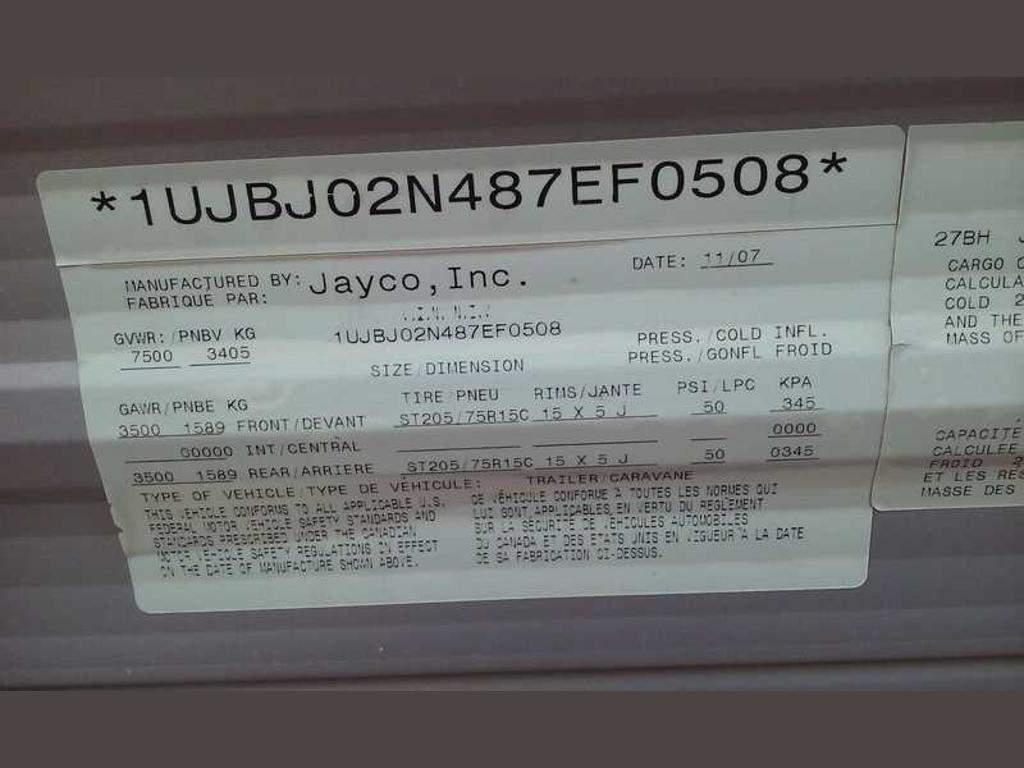 *1UJBJ02N487EF0508*
MANUFACTURED BY: Jayco, Inc.
FABRIQUE PAR:
DATE: 11/07
V.I.N. N.I.V
GVWR: /PNBV KG
7500 3405
1UJBJ02N487EF0508
PRESS. /COLD INFL.
PRESS. /GONFL FROID
SIZE/DIMENSION
GAWR/PNBE KG TIRE/PNEU RIMS/JANTE PSI/LPC KPA
3500 1589 FRONT/DEVANT ST205/75R15C 15 X 5 J 50 345
00000 INT/CENTRAL 0000
3500 1589 REAR/ARRIERE ST205/75R15C 15 X 5 J 50 0345
TYPE OF VEHICLE/TYPE DE VEHICULE: TRAILER/CARAVANE
THIS VEHICLE CONFORMS TO ALL APPLICABLE U.S.
FEDERAL MOTOR VEHICLE SAFETY STANDARDS AND
STANDARDS PRESCRIBED UNDER THE CANADIAN
MOTOR VEHICLE SAFETY REGULATIONS IN EFFECT
ON THE DATE OF MANUFACTURE SHOWN ABOVE.
CE VÉHICULE CONFORME À TOUTES LES NORMES QUI
LUI SONT APPLICABLES EN VERTU DU REGLEMENT
SUR LA SÉCURITE DE VEHICULES AUTOMOBILES
DU CANADA ET DES ETATS UNIS EN VIGUEUR A LA DATE
DE SA FABRICATION CI-DESSUS.
27BH J
CARGO C
CALCULA
COLD 2
AND THE
MASS OF
CAPACITE
CALCULEE
FROID
ET LES RES
MASSE DES